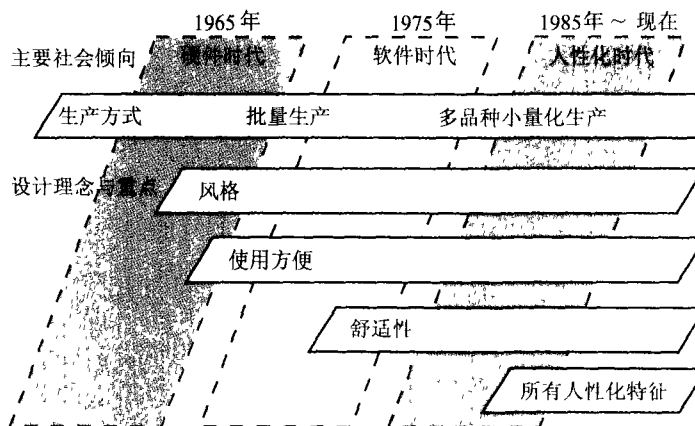 1965年 1975年 1985年 ~ 现在
主要社会倾向 硬件时代 软件时代 人性化时代
生产方式 批量生产 多品种小量化生产
设计理念与重点 风格
使用方便
舒适性
所有人性化特征